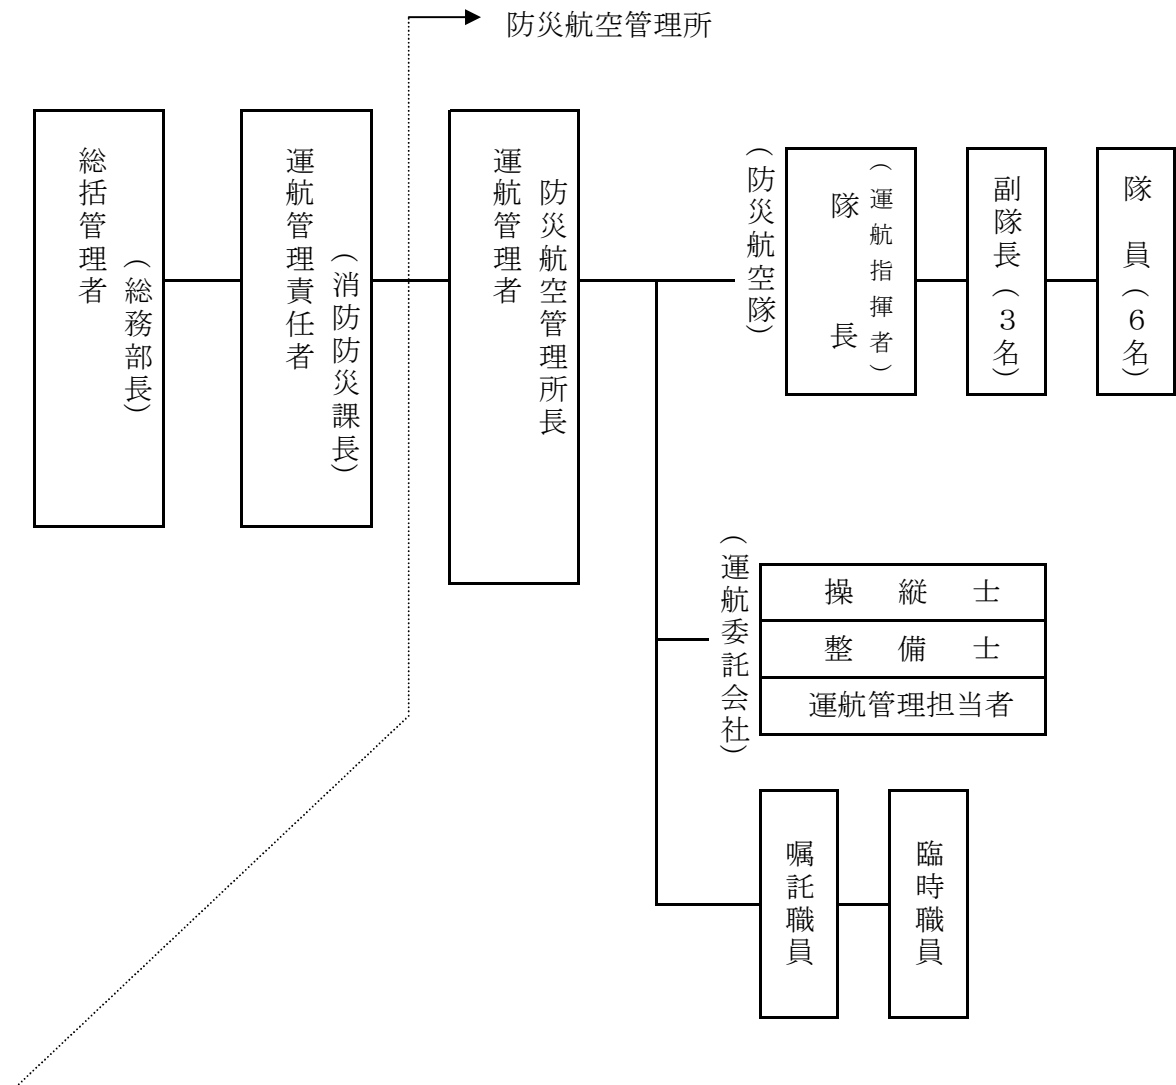 防災航空管理所
総括管理者
(総務部長)
運航管理責任者
(消防防災課長)
運航管理者
防災航空管理所長
(防災航空隊)
隊長
(運航指揮者)
副隊長(3名)
隊員(6名)
(運航委託会社)
操縦士
整備士
運航管理担当者
嘱託職員
臨時職員